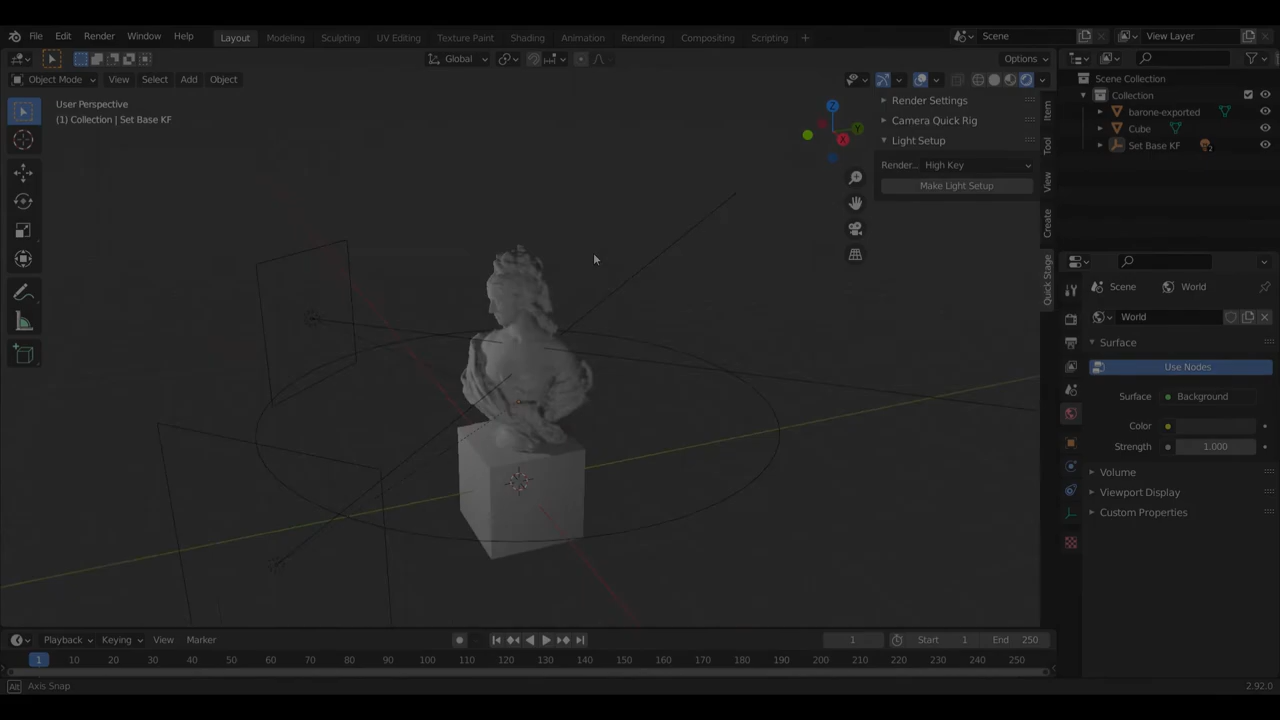 File Edit Render Window Help Layout Modeling Sculpting UV Editing Texture Paint Shading Animation Rendering Compositing Scripting + Scene View Layer
Global Options
Object Mode View Select Add Object
User Perspective
(1) Collection | Set Base KF
Z
Y
X
Render Settings
Camera Quick Rig
Light Setup
Render... High Key
Make Light Setup
Item
Tool
View
Create
Quick Stage
Scene Collection
Collection
barone-exported
Cube
Set Base KF 2
Scene World
World
Surface
Use Nodes
Surface Background
Color
Strength 1.000
Volume
Viewport Display
Custom Properties
Playback Keying View Marker 1 Start 1 End 250
1 10 20 30 40 50 60 70 80 90 100 110 120 130 140 150 160 170 180 190 200 210 220 230 240 250
Alt Axis Snap 2.92.0